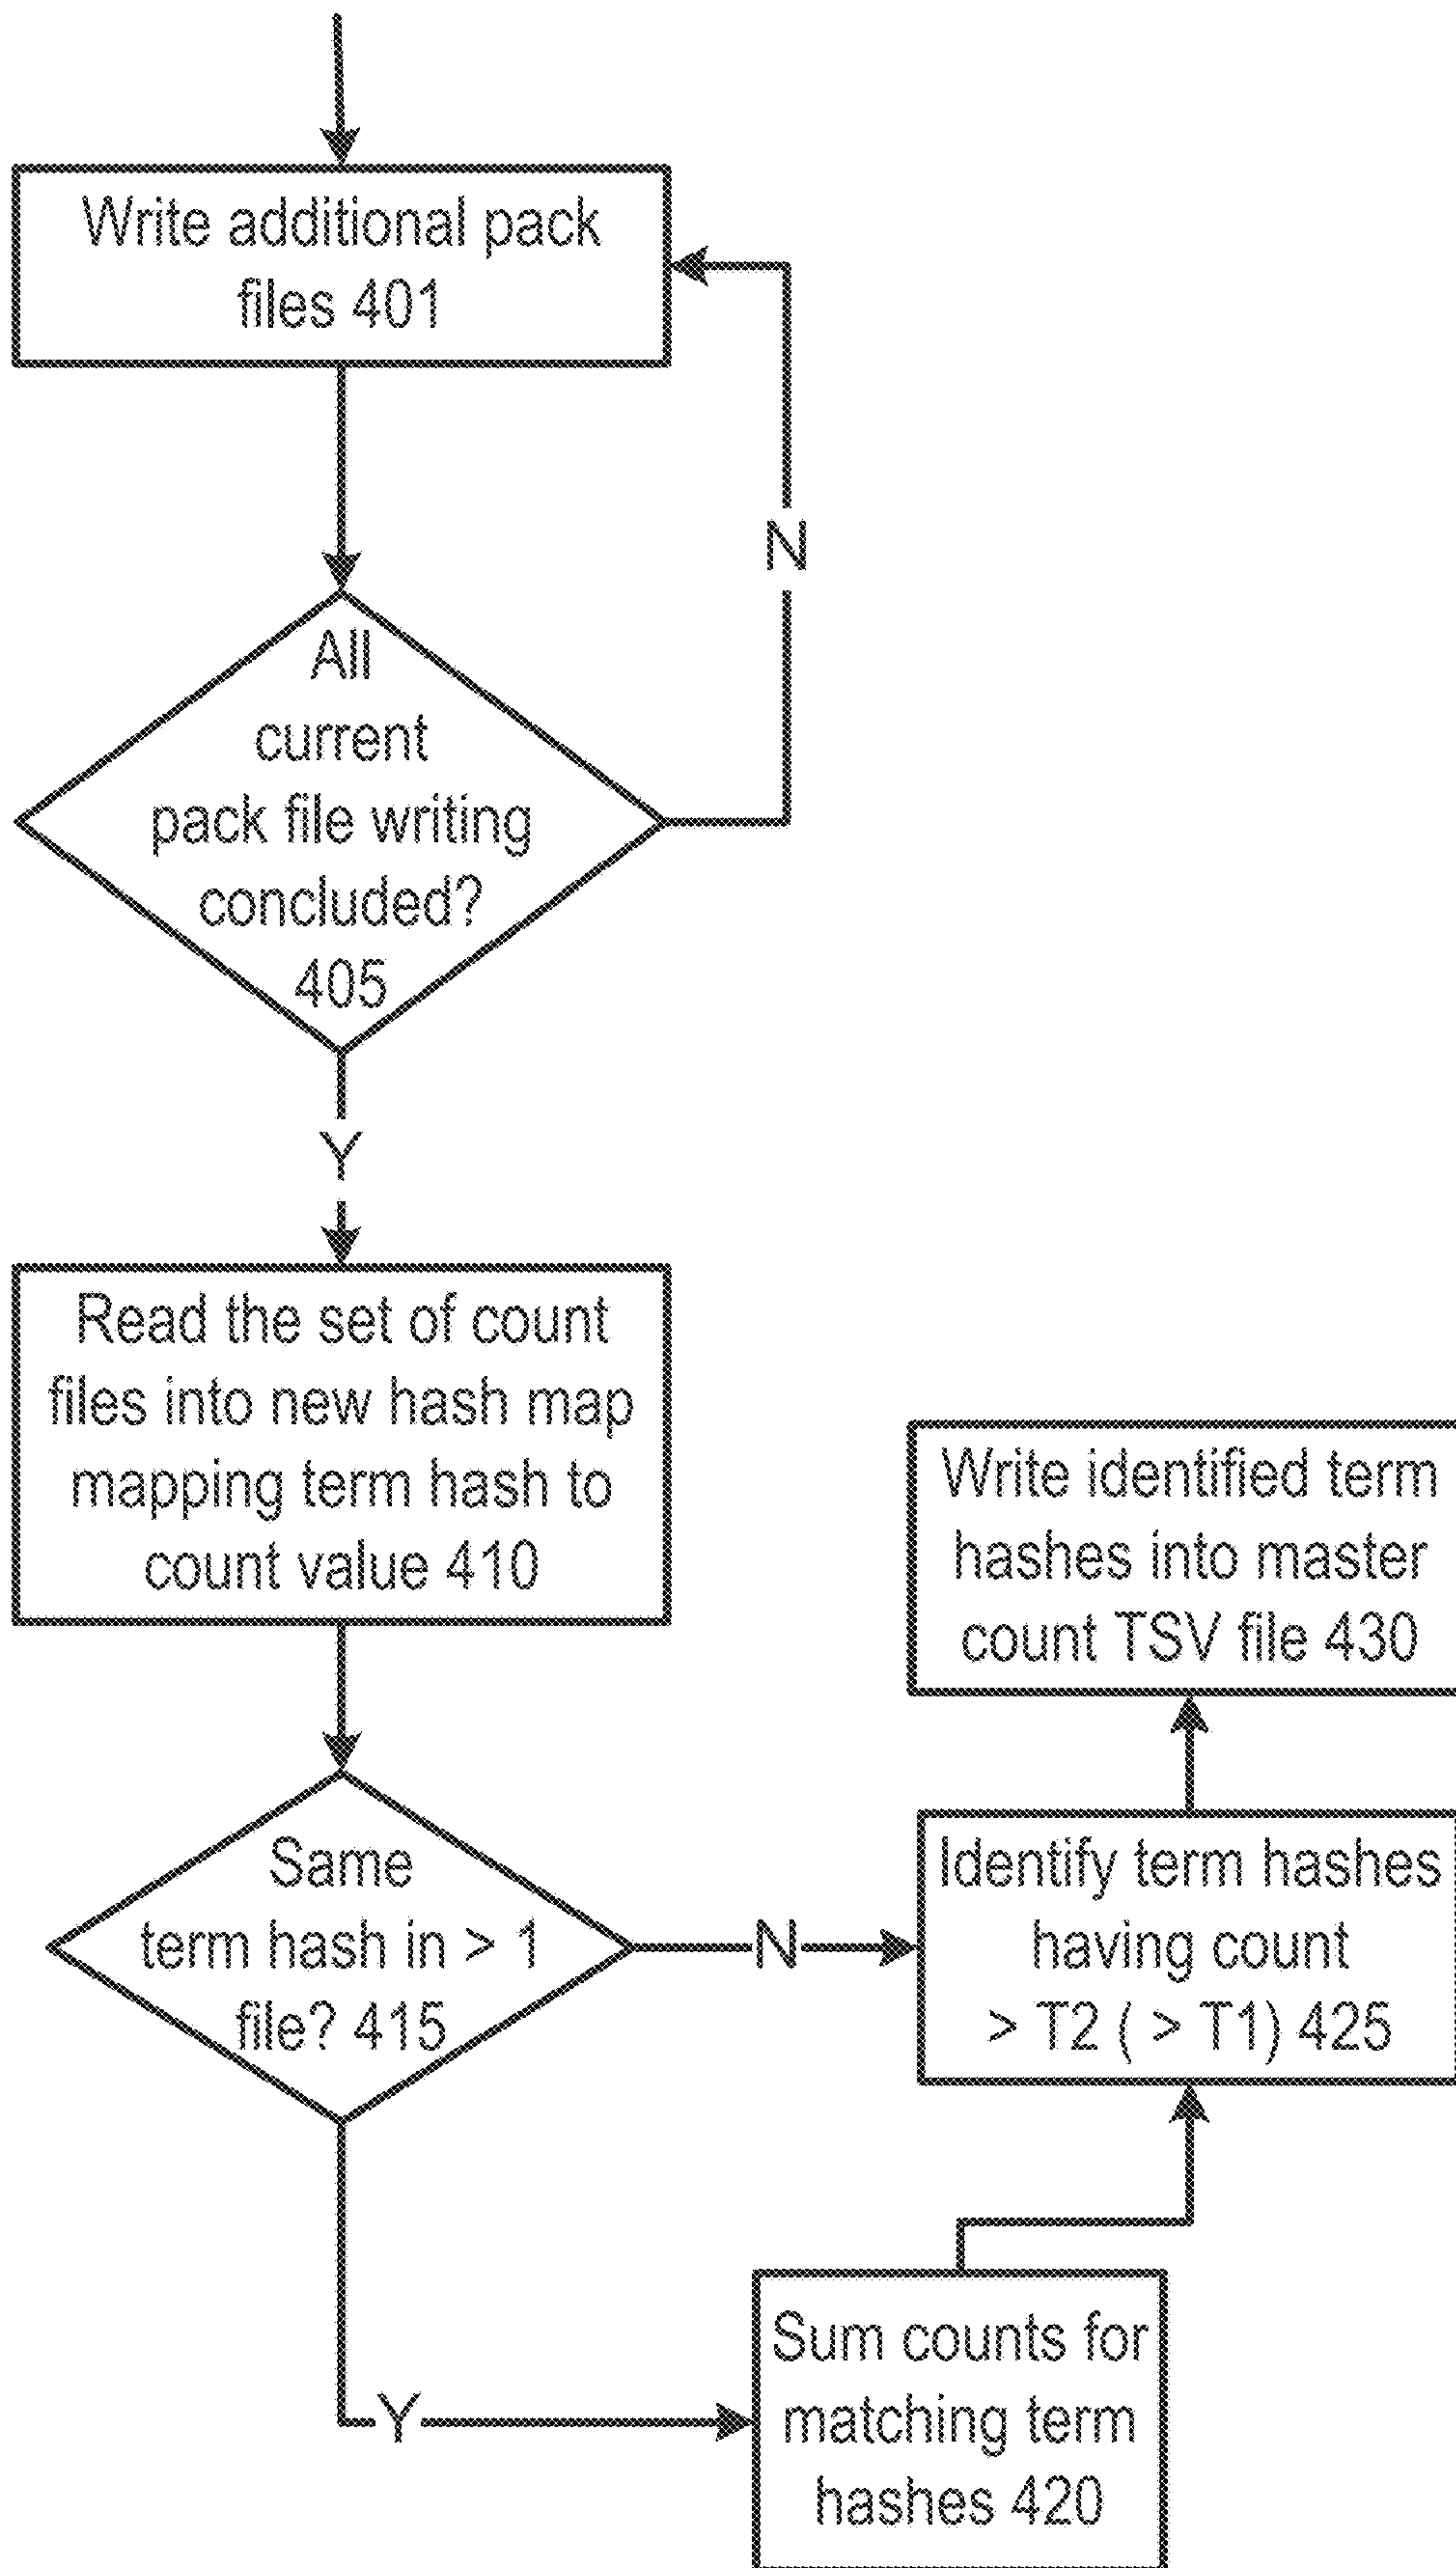 Write additional pack
files 401
N
All
current
pack file writing
concluded?
405
Y
Read the set of count
files into new hash map
mapping term hash to
count value 410
Same
term hash in > 1
file? 415
N
Y
Sum counts for
matching term
hashes 420
Identify term hashes
having count
> T2 ( > T1) 425
Write identified term
hashes into master
count TSV file 430